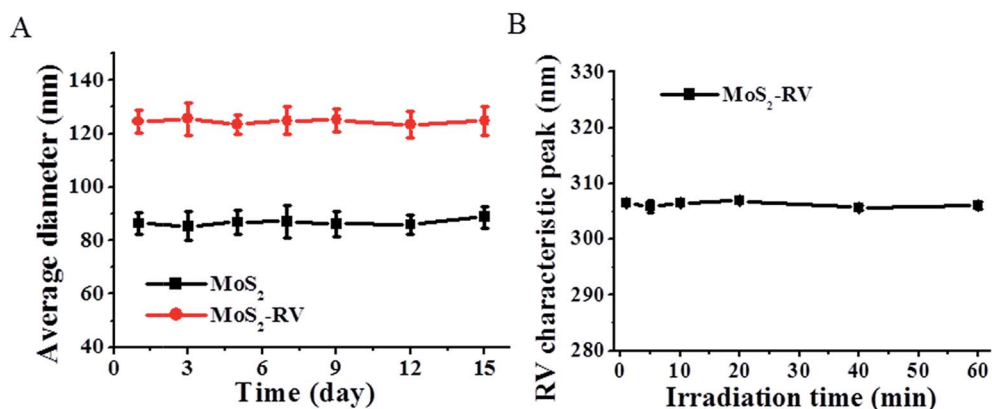 A
Average diameter (nm)
140
120
100
80
60
40
MoS2
MoS2-RV
0
3
6
9
12
15
Time (day)
B
RV characteristic peak (nm)
330
320
310
300
290
280
MoS2-RV
0
10
20
30
40
50
60
Irradiation time (min)